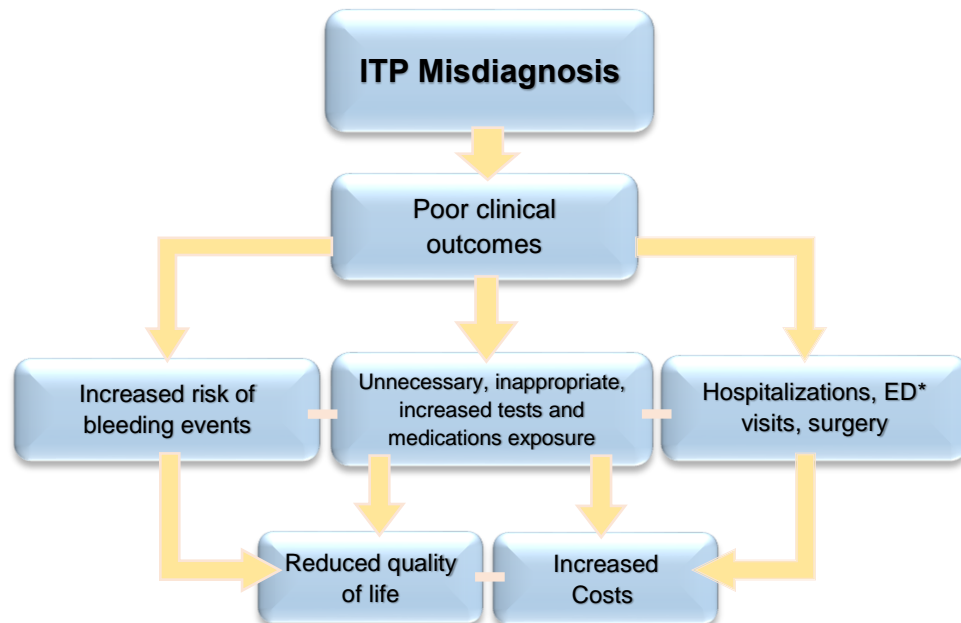 ITP Misdiagnosis
Poor clinical
outcomes
Increased risk of
bleeding events
Unnecessary, inappropriate,
increased tests and
medications exposure
Hospitalizations, ED*
visits, surgery
Reduced quality
of life
Increased
Costs